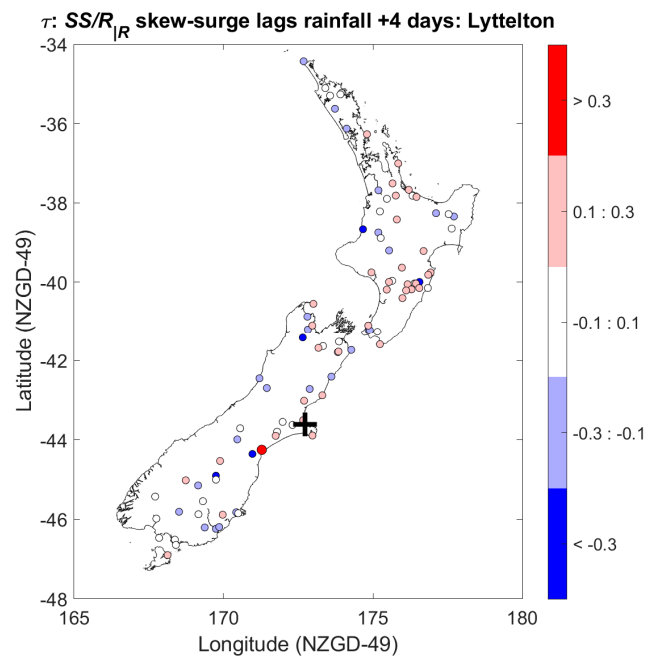 τ: SS/R|R skew-surge lags rainfall +4 days: Lyttelton
-34
-36
-38
-40
-42
-44
-46
-48
Latitude (NZGD-49)
165
170
175
180
Longitude (NZGD-49)
> 0.3
0.1 : 0.3
-0.1 : 0.1
-0.3 : -0.1
< -0.3